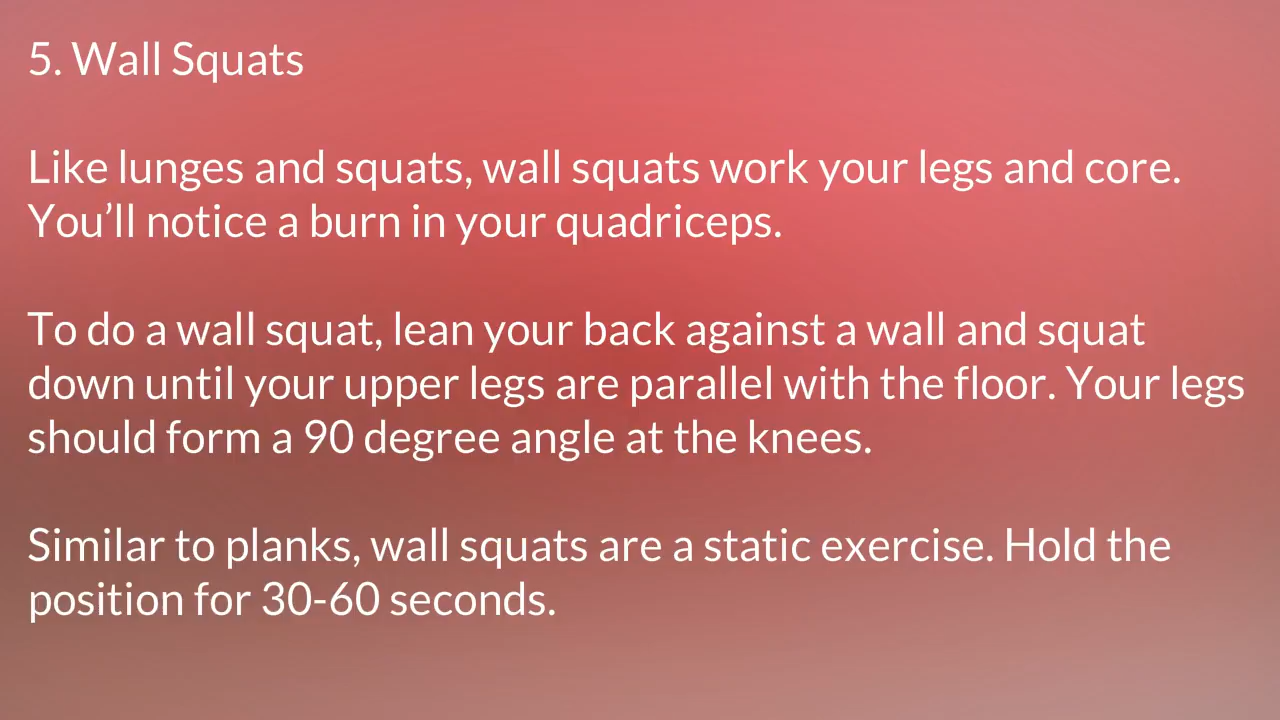 5. Wall Squats
Like lunges and squats, wall squats work your legs and core.
You’ll notice a burn in your quadriceps.
To do a wall squat, lean your back against a wall and squat
down until your upper legs are parallel with the floor. Your legs
should form a 90 degree angle at the knees.
Similar to planks, wall squats are a static exercise. Hold the
position for 30-60 seconds.